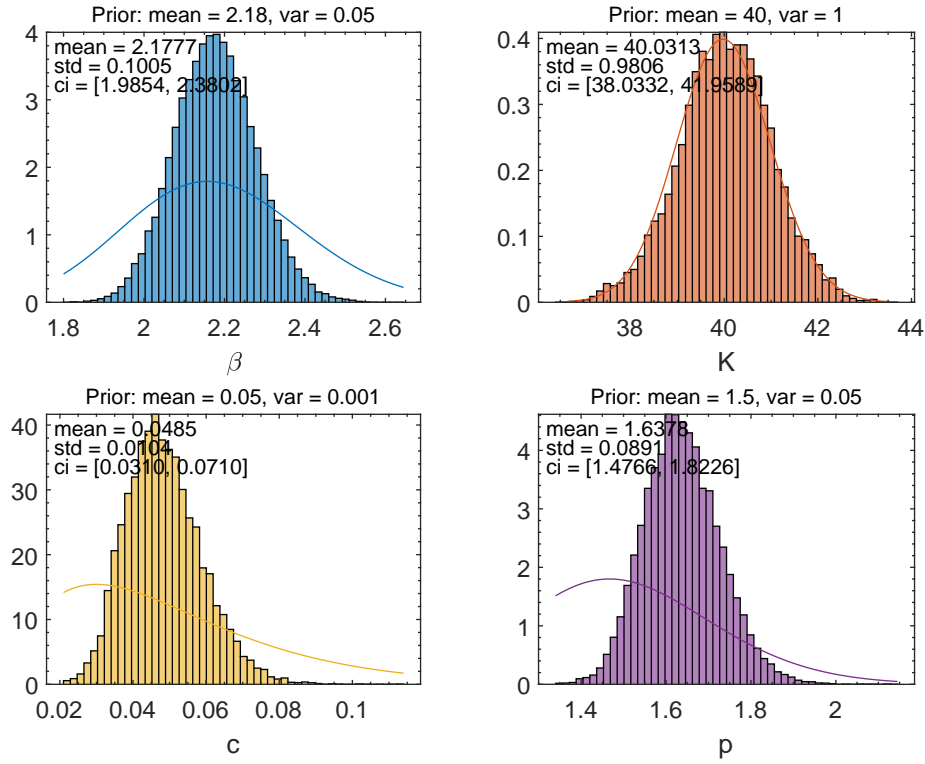 Prior: mean = 2.18, var = 0.05
mean = 2.1777
std = 0.1005
ci = [1.9854, 2.3802]
4
3
2
1
0
1.8
2
2.2
2.4
2.6
β
Prior: mean = 40, var = 1
mean = 40.0313
std = 0.9806
ci = [38.0332, 41.9589]
0.4
0.3
0.2
0.1
0
38
40
42
44
K
Prior: mean = 0.05, var = 0.001
mean = 0.0485
std = 0.0104
ci = [0.0310, 0.0710]
40
30
20
10
0
0.02
0.04
0.06
0.08
0.1
c
Prior: mean = 1.5, var = 0.05
mean = 1.6378
std = 0.0891
ci = [1.4766, 1.8226]
4
3
2
1
0
1.4
1.6
1.8
2
p